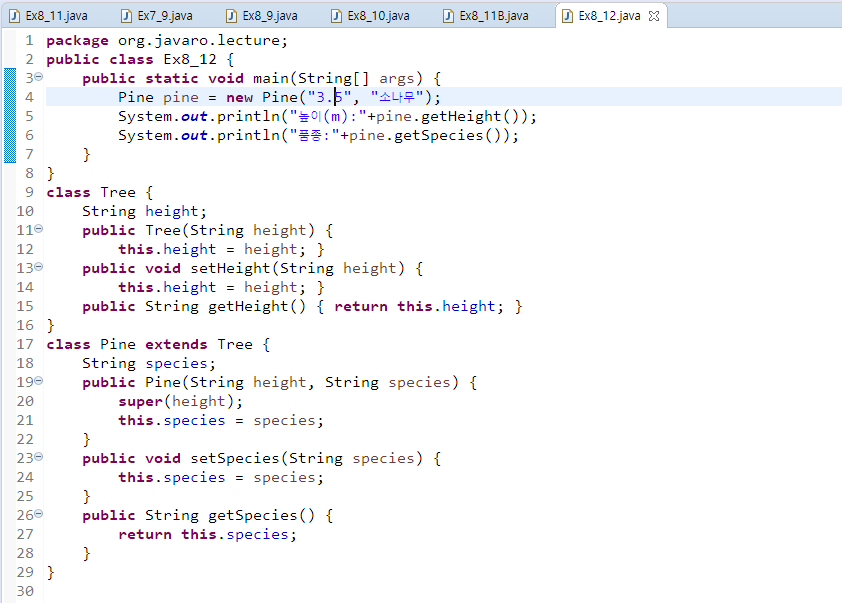 Ex8_11.java Ex7_9.java Ex8_9.java Ex8_10.java Ex8_11B.java Ex8_12.java
1 package org.javaro.lecture;
2 public class Ex8_12 {
3 public static void main(String[] args) {
4 Pine pine = new Pine("3.5", "소나무");
5 System.out.println("높이(m):"+pine.getHeight());
6 System.out.println("품종:"+pine.getSpecies());
7 }
8 }
9 class Tree {
10 String height;
11 public Tree(String height) {
12 this.height = height; }
13 public void setHeight(String height) {
14 this.height = height; }
15 public String getHeight() { return this.height; }
16 }
17 class Pine extends Tree {
18 String species;
19 public Pine(String height, String species) {
20 super(height);
21 this.species = species;
22 }
23 public void setSpecies(String species) {
24 this.species = species;
25 }
26 public String getSpecies() {
27 return this.species;
28 }
29 }
30